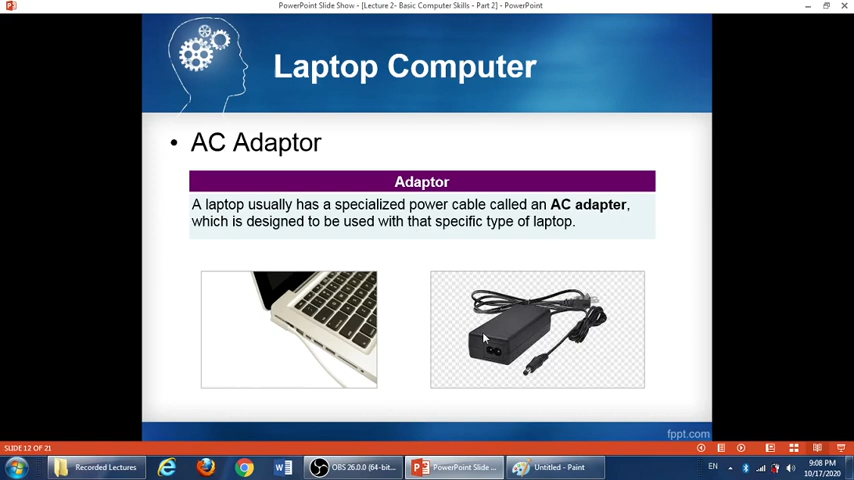 PowerPoint Slide Show - [Lecture 2- Basic Computer Skills - Part 2] - PowerPoint
Laptop Computer
• AC Adaptor
Adaptor
A laptop usually has a specialized power cable called an AC adapter,
which is designed to be used with that specific type of laptop.
fppt.com
SLIDE 12 OF 21
Recorded Lectures
OBS 26.0.0 (64-bit...
PowerPoint Slide ...
Untitled - Paint
EN
9:08 PM
10/17/2020